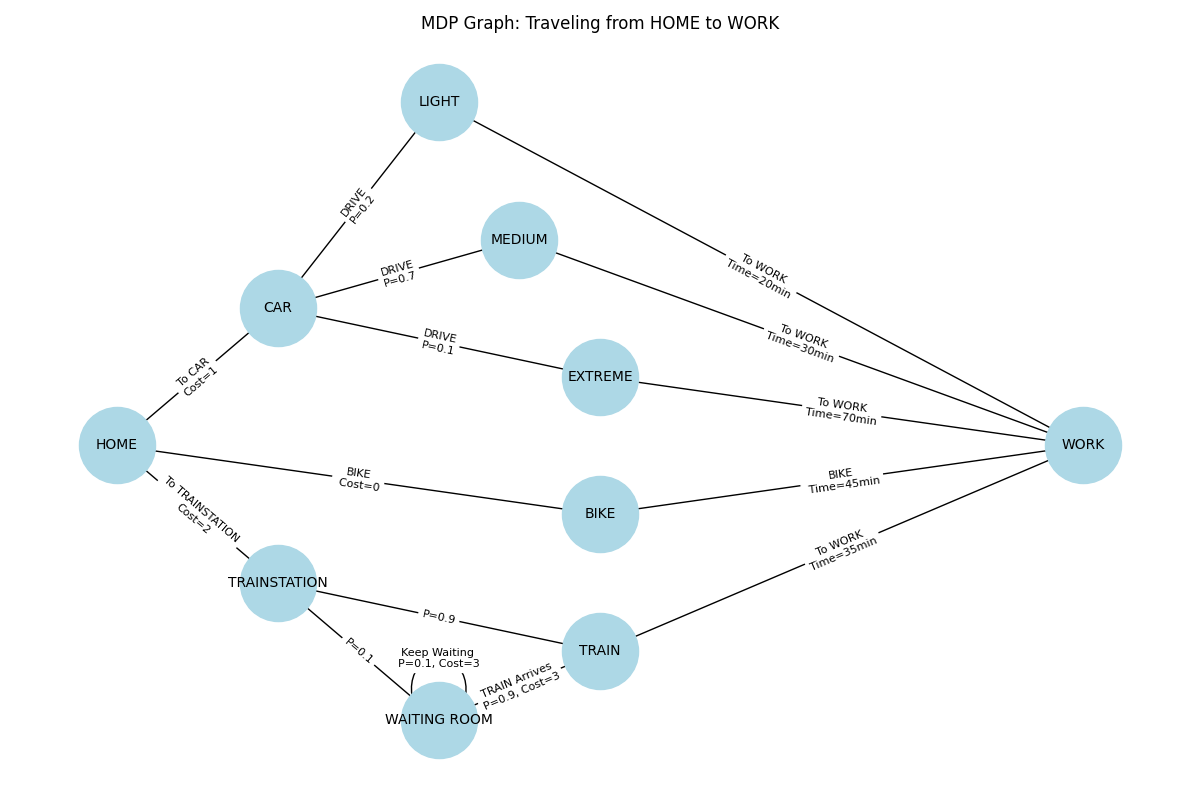 MDP Graph: Traveling from HOME to WORK
LIGHT
DRIVE
P=0.2
MEDIUM
DRIVE
P=0.7
To WORK
Time=20min
CAR
DRIVE
P=0.1
To WORK
Time=30min
EXTREME
To CAR
Cost=1
To WORK
Time=70min
HOME
WORK
BIKE
Cost=0
BIKE
Time=45min
To TRAINSTATION
Cost=2
BIKE
To WORK
Time=35min
TRAINSTATION
P=0.9
P=0.1
Keep Waiting
P=0.1, Cost=3
TRAIN
TRAIN Arrives
P=0.9, Cost=3
WAITING ROOM